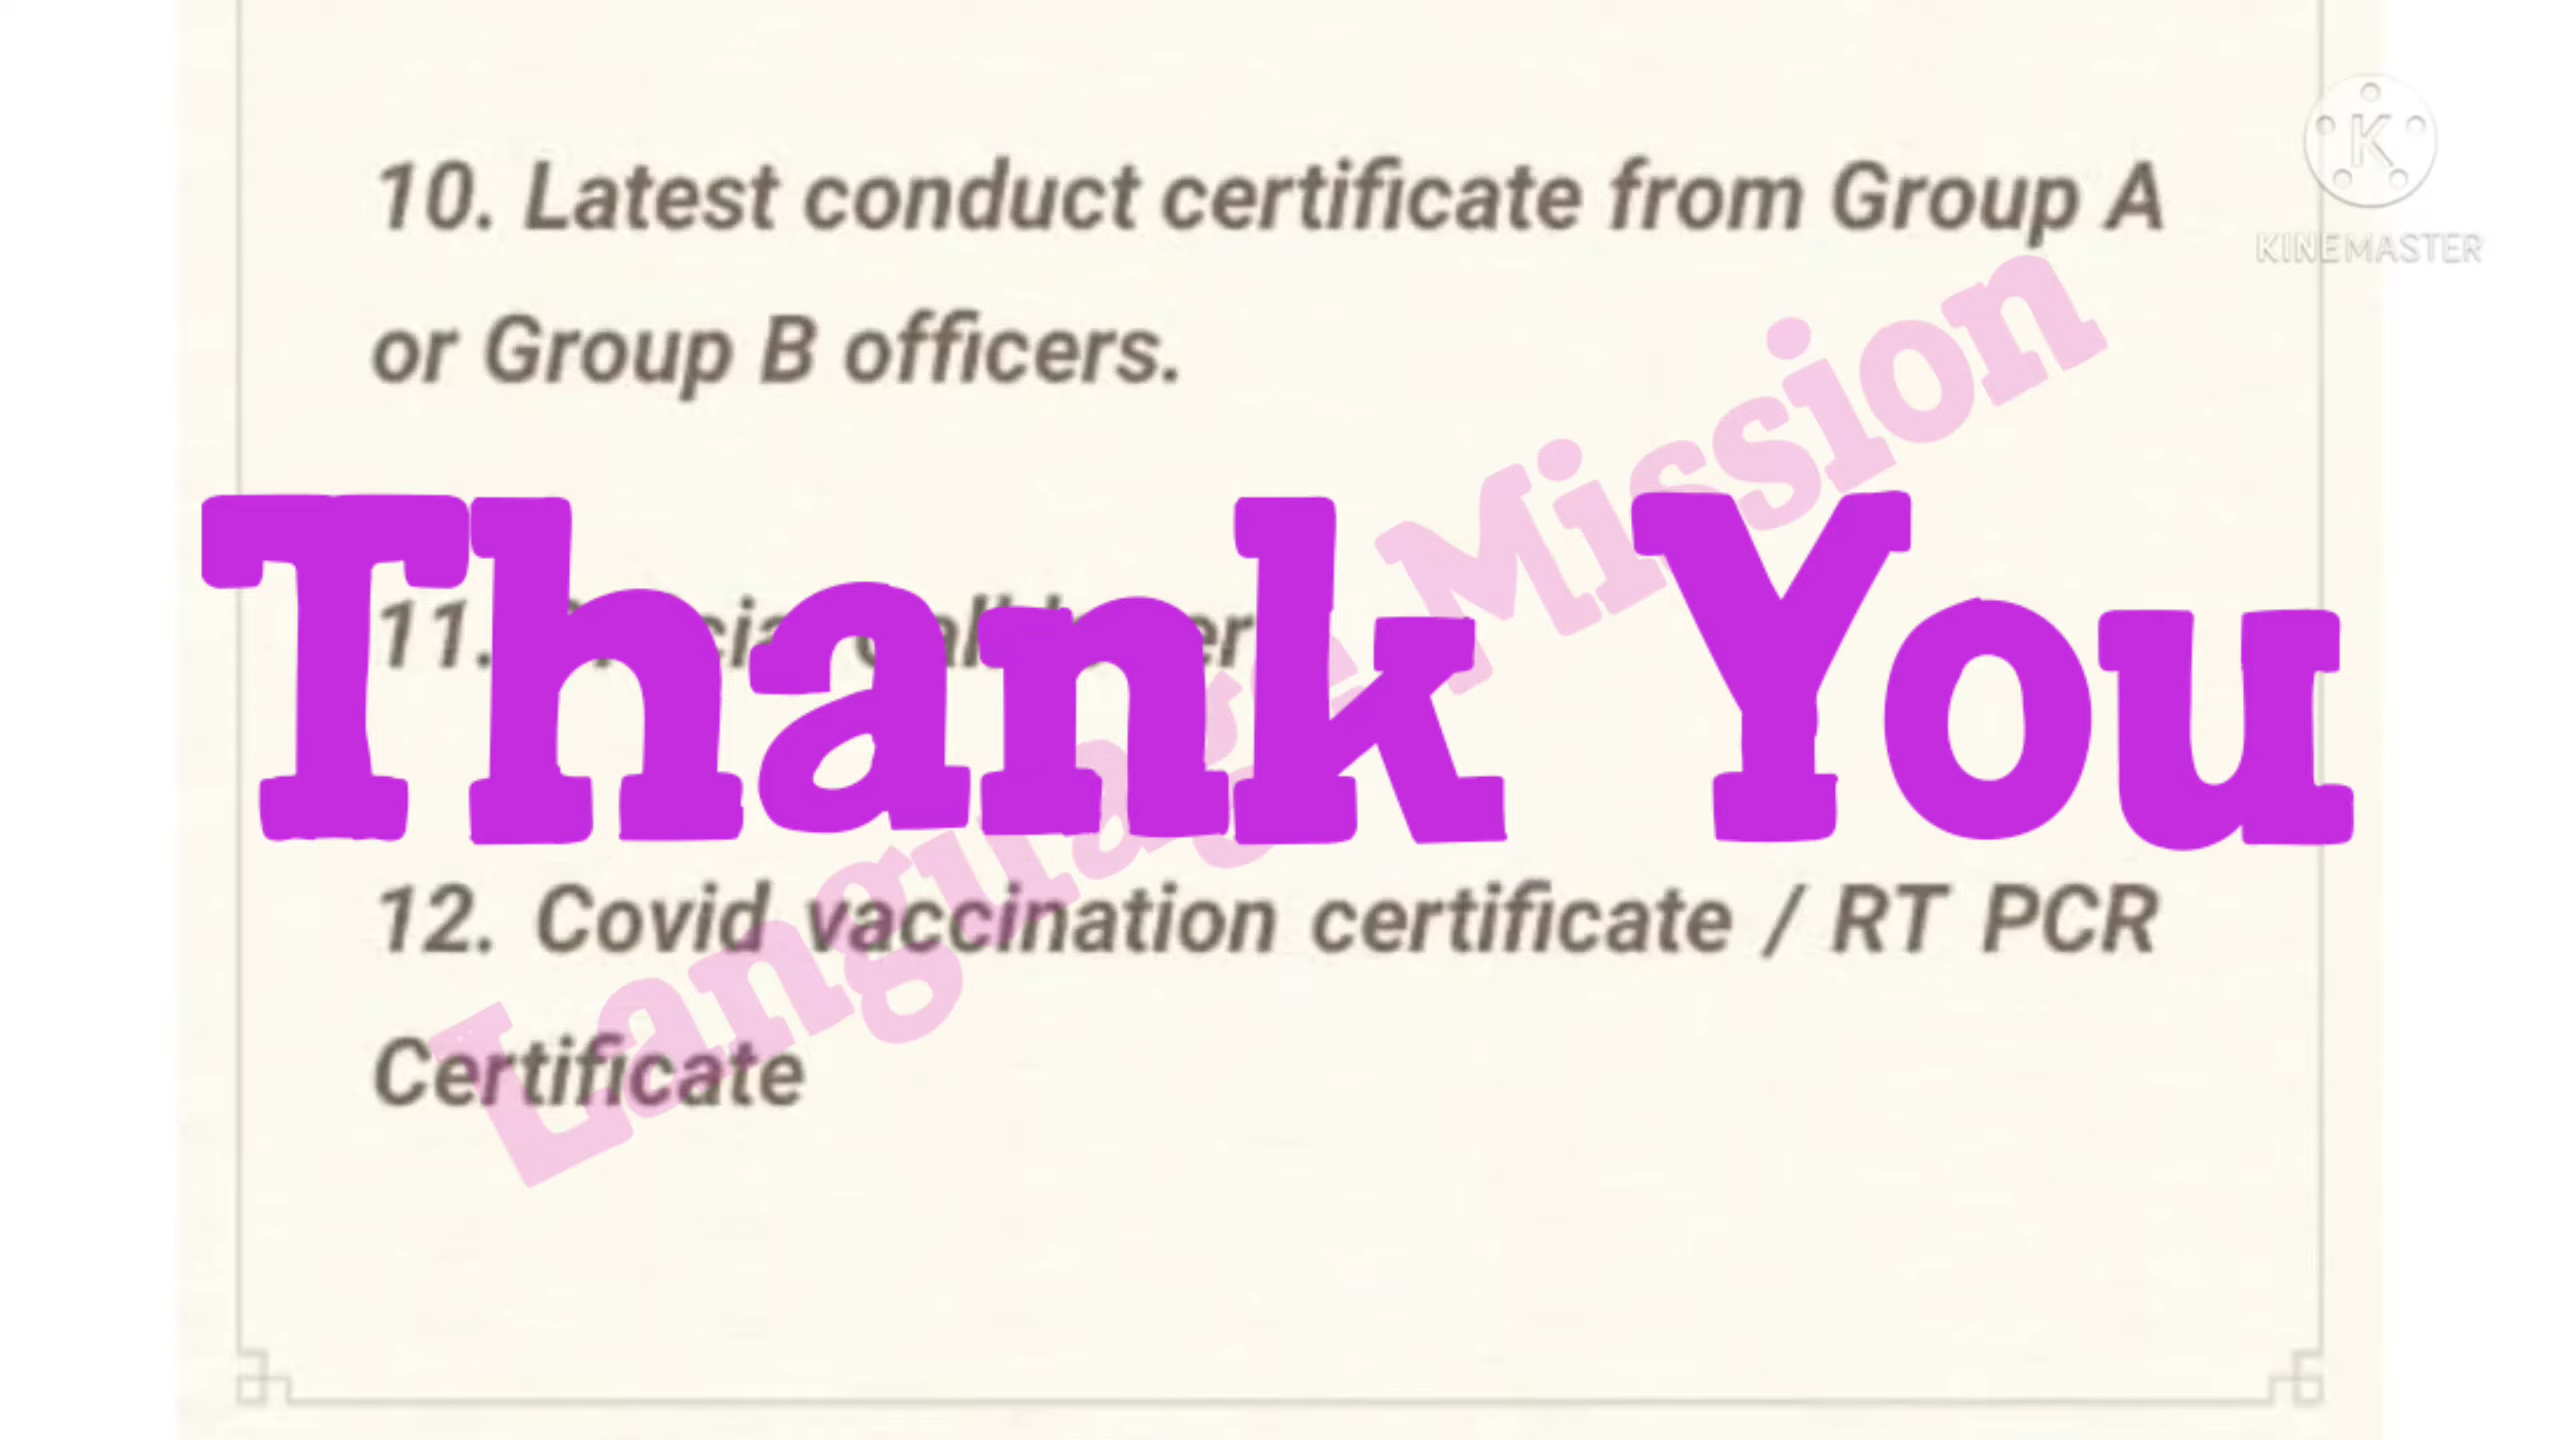 10. Latest conduct certificate from Group A
or Group B officers.
KINEMASTER
Thank You
11.
Language Mission
12. Covid vaccination certificate / RT PCR
Certificate